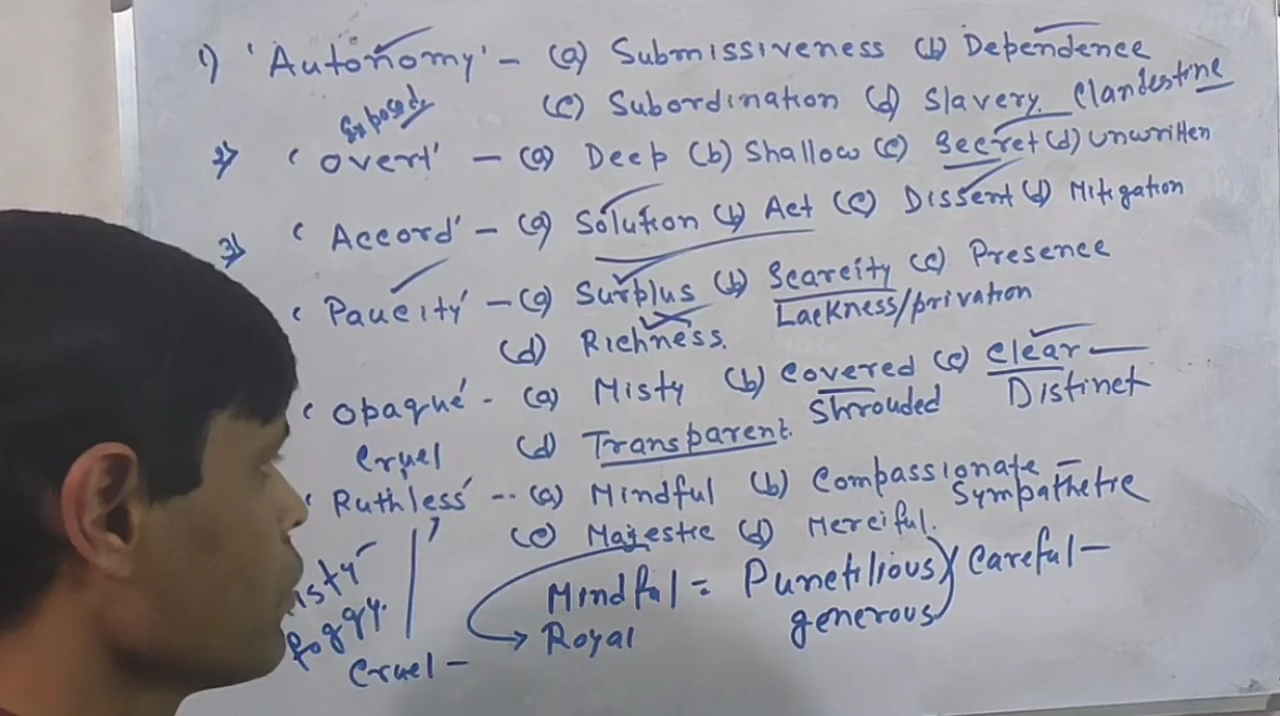 1) 'Autonomy' - (a) Submissiveness (b) Dependence
(c) Subordination (d) Slavery. Clandestine
Exposed
2) 'Overt' - (a) Deep (b) Shallow (c) Secret (d) Unwritten
3) 'Accord' - (a) Solution (b) Act (c) Dissent (d) Mitigation
'Paucity' - (a) Surplus (b) Scarcity (c) Presence
Lackness/privation
(d) Richness.
'Opaque' - (a) Misty (b) Covered (c) Clear -
Shrouded Distinct
Cruel (d) Transparent.
'Ruthless' -- (a) Mindful (b) Compassionate -
Sympathetic
(c) Majestic (d) Merciful.
Mindful = Punctilious) Careful -
generous
Royal
foggy.
Cruel -